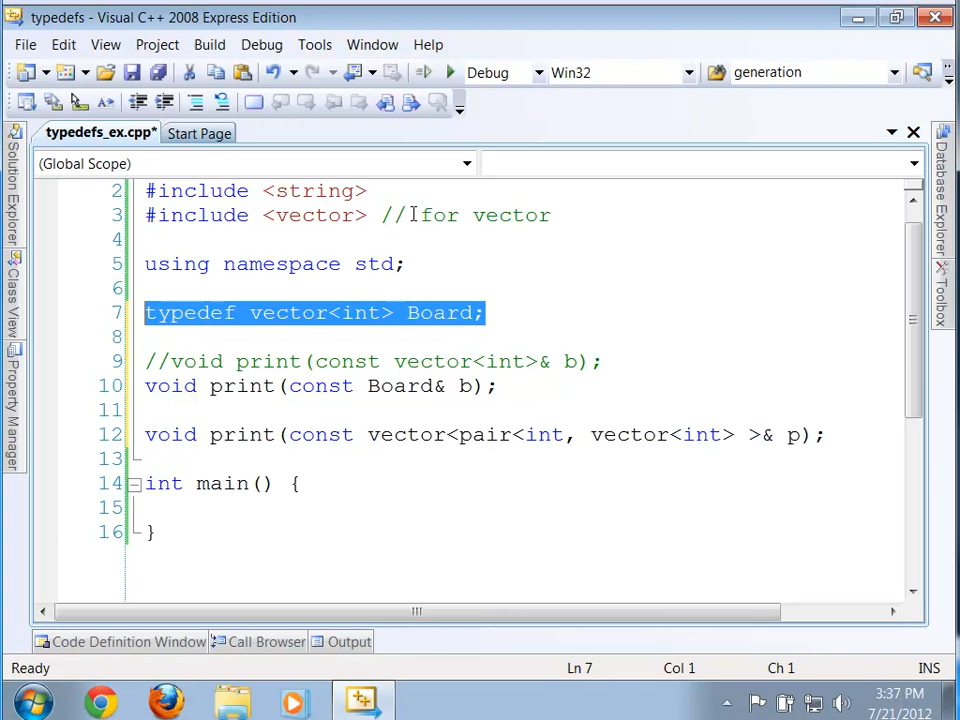 typedefs - Visual C++ 2008 Express Edition
File Edit View Project Build Debug Tools Window Help
Debug Win32 generation
typedefs_ex.cpp* Start Page
(Global Scope)
2 #include <string>
3 #include <vector> //for vector
4
5 using namespace std;
6
7 typedef vector<int> Board;
8
9 //void print(const vector<int>& b);
10 void print(const Board& b);
11
12 void print(const vector<pair<int, vector<int> >& p);
13
14 int main() {
15
16 }
Solution Explorer
Class View
Property Manager
Database Explorer
Toolbox
Code Definition Window Call Browser Output
Ready Ln 7 Col 1 Ch 1 INS
3:37 PM
7/21/2012